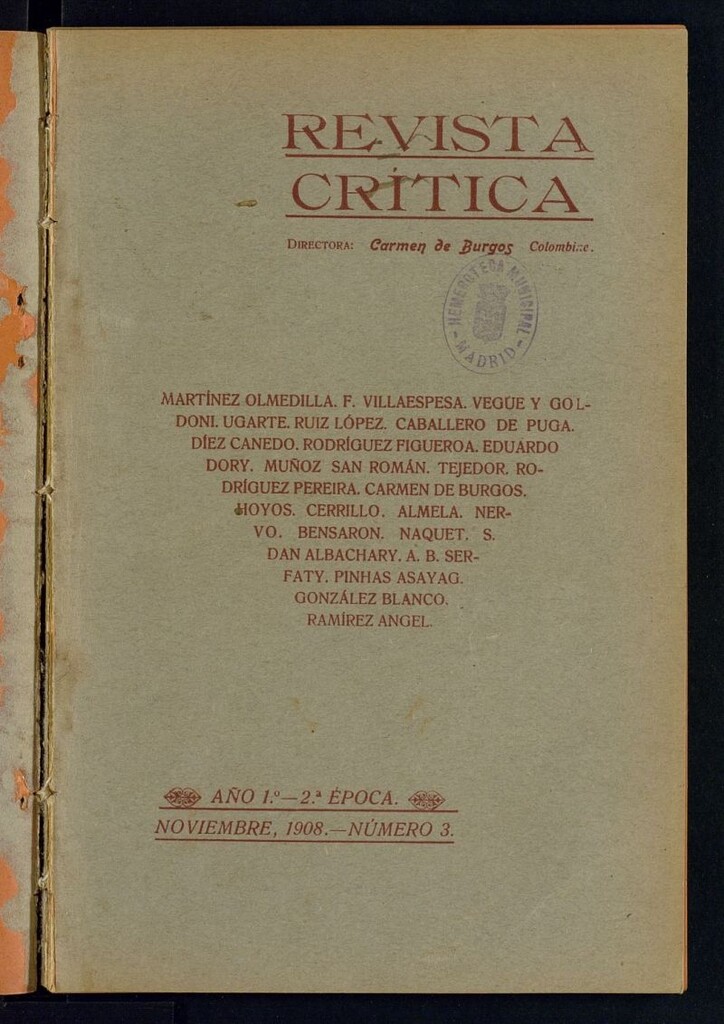 REVISTA
CRÍTICA
DIRECTORA: Carmen de Burgos Colombine.
HEMEROTECA MUNICIPAL
- MADRID -
MARTÍNEZ OLMEDILLA. F. VILLAESPESA. VEGUE Y GOL-
DONI. UGARTE. RUIZ LÓPEZ. CABALLERO DE PUGA.
DÍEZ CANEDO. RODRÍGUEZ FIGUEROA. EDUARDO
DORY. MUÑOZ SAN ROMÁN. TEJEDOR. RO-
DRÍGUEZ PEREIRA. CARMEN DE BURGOS.
HOYOS. CERRILLO. ALMELA. NER-
VO. BENSARON. NAQUET. S.
DAN ALBACHARY. A. B. SER-
FATY. PINHAS ASAYAG.
GONZÁLEZ BLANCO.
RAMÍREZ ANGEL.
AÑO 1.º—2.ª ÉPOCA.
NOVIEMBRE, 1908.—NÚMERO 3.